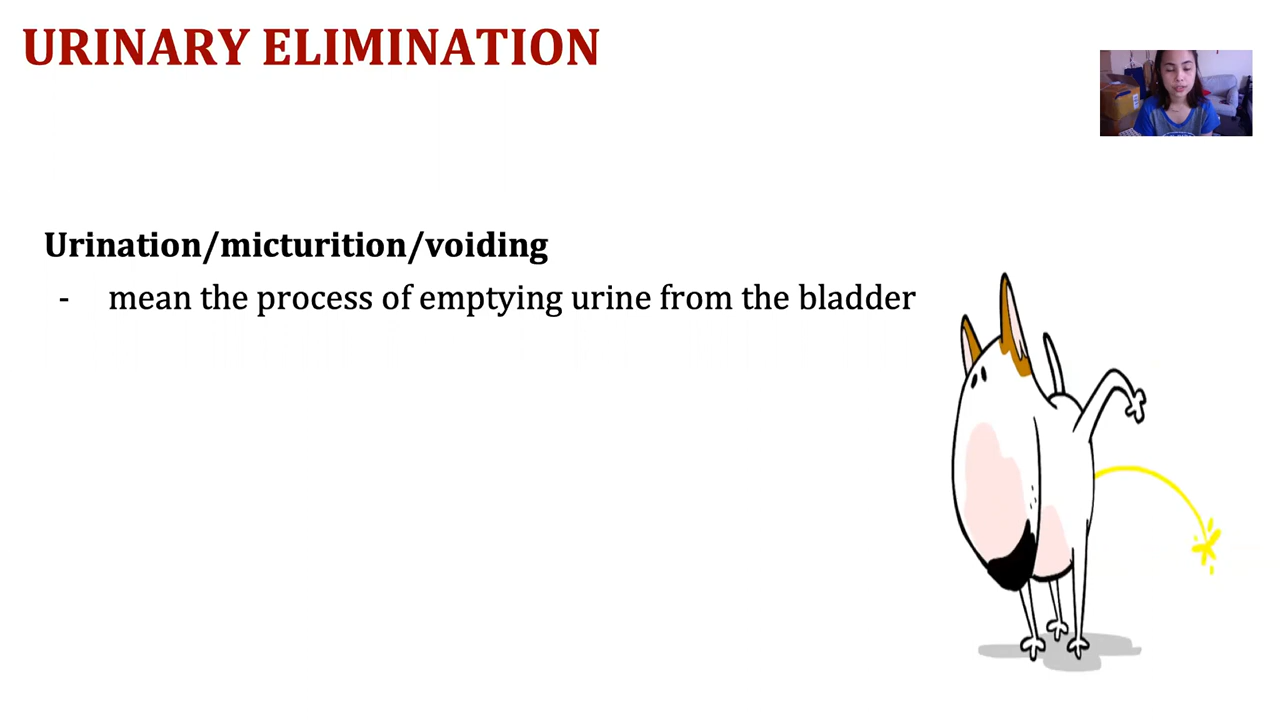 URINARY ELIMINATION
Urination/micturition/voiding
- mean the process of emptying urine from the bladder